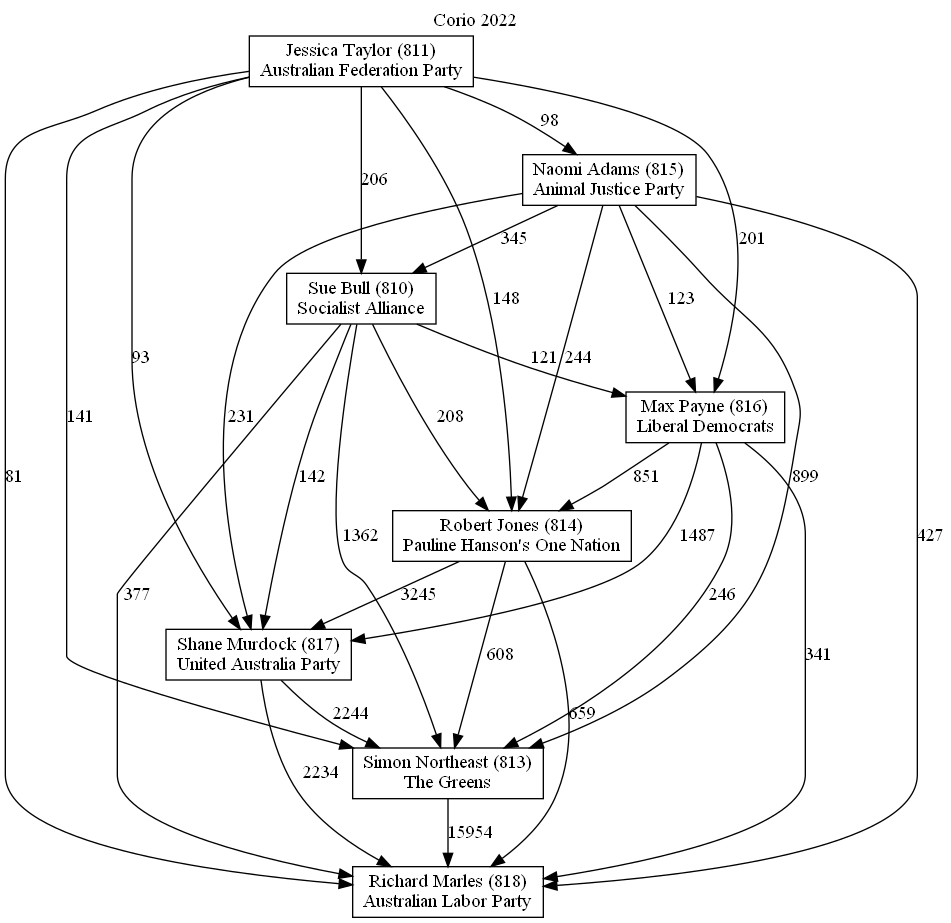 Corio 2022
Jessica Taylor (811)
Australian Federation Party
98
Naomi Adams (815)
Animal Justice Party
206
201
345
Sue Bull (810)
Socialist Alliance
148
123
93
121
244
141
231
208
Max Payne (816)
Liberal Democrats
81
142
851
899
Robert Jones (814)
Pauline Hanson's One Nation
1362
1487
427
377
3245
246
Shane Murdock (817)
United Australia Party
608
341
2244
659
Simon Northeast (813)
The Greens
2234
15954
Richard Marles (818)
Australian Labor Party